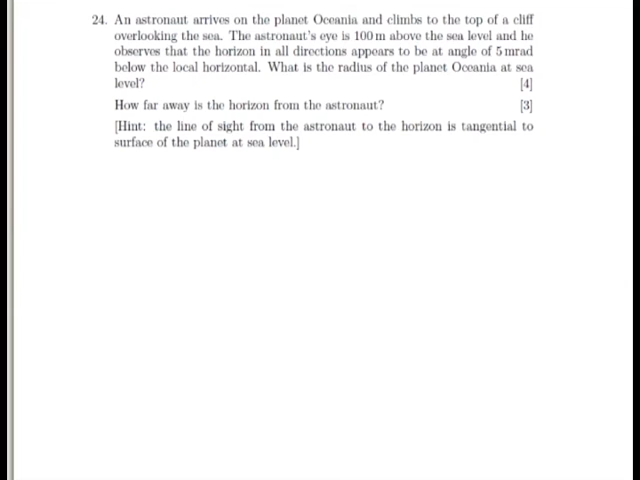 24. An astronaut arrives on the planet Oceania and climbs to the top of a cliff
overlooking the sea. The astronaut's eye is 100 m above the sea level and he
observes that the horizon in all directions appears to be at angle of 5 mrad
below the local horizontal. What is the radius of the planet Oceania at sea
level? [4]
How far away is the horizon from the astronaut? [3]
[Hint: the line of sight from the astronaut to the horizon is tangential to
surface of the planet at sea level.]